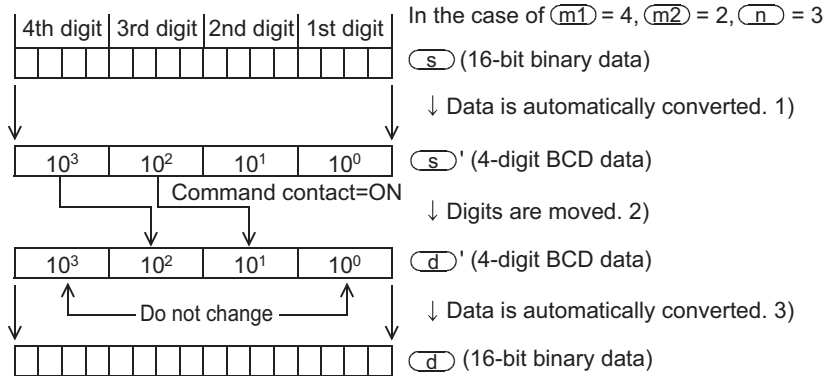 In the case of m1 = 4, m2 = 2, n = 3
4th digit 3rd digit 2nd digit 1st digit
s (16-bit binary data)
↓ Data is automatically converted. 1)
10³ 10² 10¹ 10⁰
s' (4-digit BCD data)
Command contact=ON
↓ Digits are moved. 2)
10³ 10² 10¹ 10⁰
d' (4-digit BCD data)
Do not change
↓ Data is automatically converted. 3)
d (16-bit binary data)